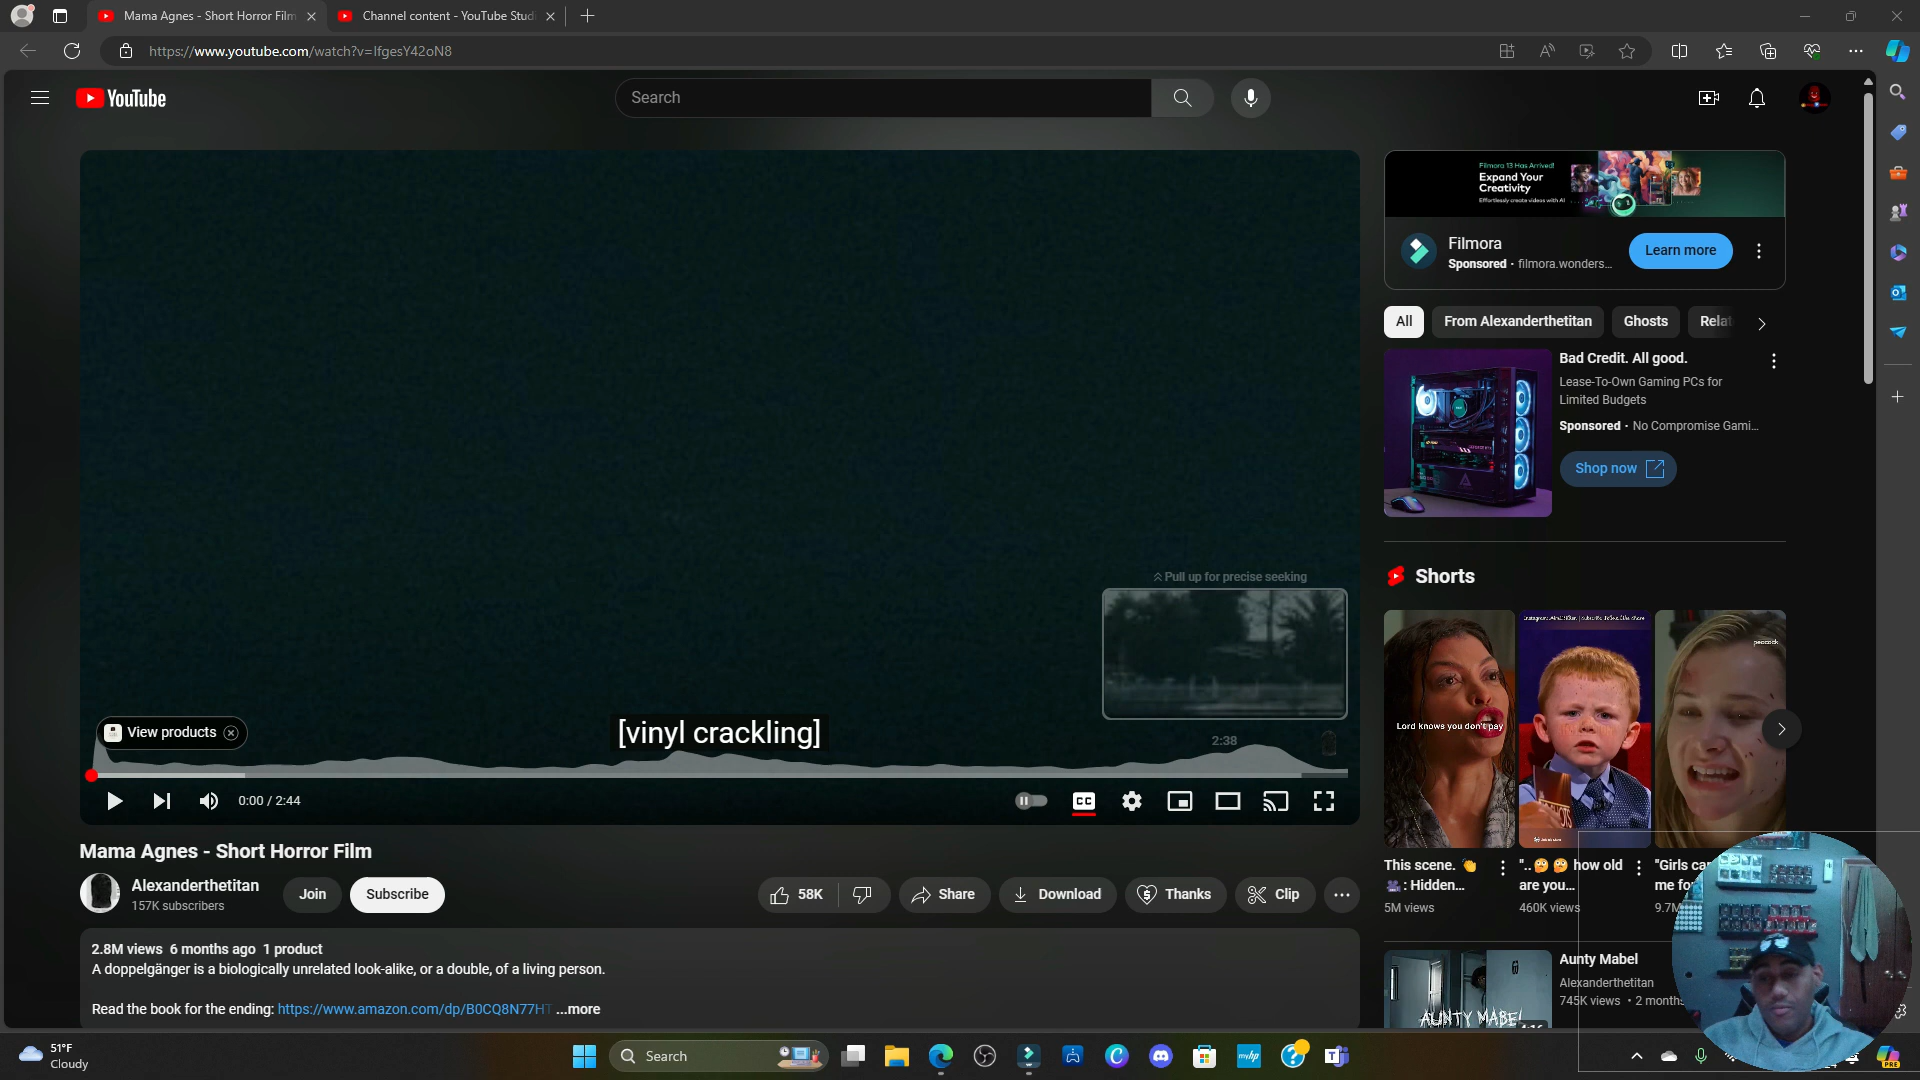 Mama Agnes - Short Horror Film
Channel content - YouTube Stud
https://www.youtube.com/watch?v=IfgesY42oN8
YouTube
Search
Filmora 13 Has Arrived!
Expand Your
Creativity
Effortlessly create videos with AI
Filmora
Sponsored · filmora.wonders...
Learn more
All
From Alexanderthetitan
Ghosts
Relat
Bad Credit. All good.
Lease-To-Own Gaming PCs for
Limited Budgets
Sponsored · No Compromise Gami...
Shop now
Shorts
Pull up for precise seeking
Lord knows you don't pay
peacock
View products
[vinyl crackling]
2:38
0:00 / 2:44
CC
Mama Agnes - Short Horror Film
Alexanderthetitan
157K subscribers
Join
Subscribe
58K
Share
Download
Thanks
Clip
This scene. 👏
: Hidden...
5M views
"..🤔 🤔 how old
are you...
460K views
"Girls car
me fo
9.7M
2.8M views 6 months ago 1 product
A doppelgänger is a biologically unrelated look-alike, or a double, of a living person.
Read the book for the ending: https://www.amazon.com/dp/B0CQ8N77HT ...more
AUNTY MABEL
Aunty Mabel
Alexanderthetitan
745K views · 2 months
51°F
Cloudy
Search
myhp
PRE